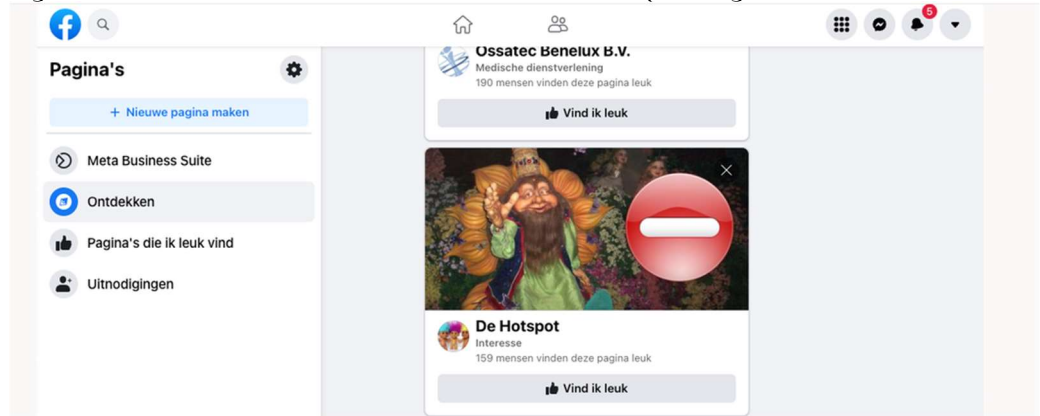 5
Pagina's
+ Nieuwe pagina maken
Meta Business Suite
Ontdekken
Pagina's die ik leuk vind
Uitnodigingen
Ossatec Benelux B.V.
Medische dienstverlening
190 mensen vinden deze pagina leuk
Vind ik leuk
De Hotspot
Interesse
159 mensen vinden deze pagina leuk
Vind ik leuk